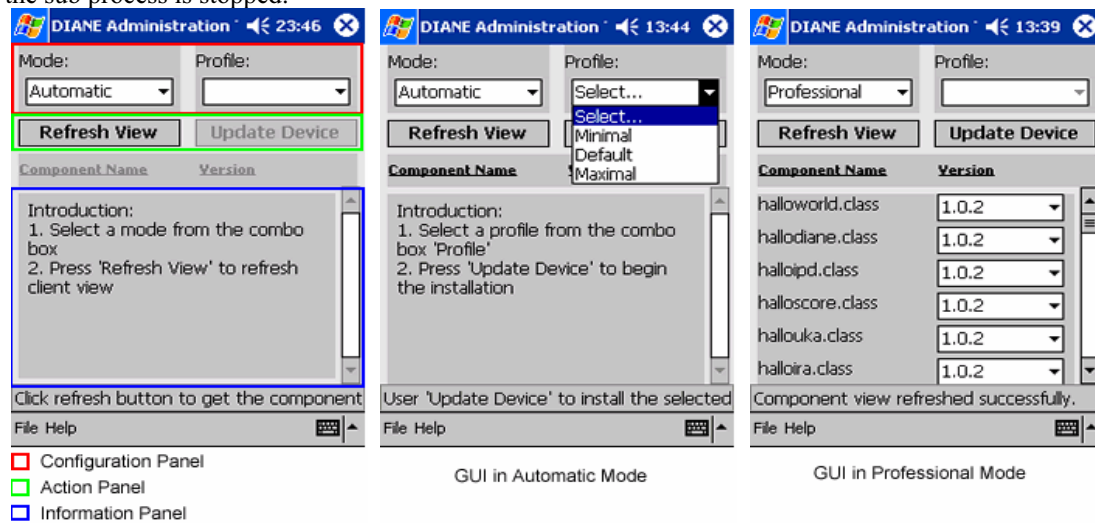 the sub process is stopped.
DIANE Administration 23:46
Mode: Profile:
Automatic
Refresh View Update Device
Component Name Version
Introduction:
1. Select a mode from the combo
box
2. Press 'Refresh View' to refresh
client view
Click refresh button to get the component
File Help
Configuration Panel
Action Panel
Information Panel
DIANE Administration 13:44
Mode: Profile:
Automatic Select...
Select...
Minimal
Default
Maximal
Refresh View
Component Name
Introduction:
1. Select a profile from the combo
box 'Profile'
2. Press 'Update Device' to begin
the installation
User 'Update Device' to install the selected
File Help
GUI in Automatic Mode
DIANE Administration 13:39
Mode: Profile:
Professional
Refresh View Update Device
Component Name Version
halloworld.class 1.0.2
hallodiane.class 1.0.2
halloipd.class 1.0.2
halloscore.class 1.0.2
hallouka.class 1.0.2
halloira.class 1.0.2
Component view refreshed successfully.
File Help
GUI in Professional Mode